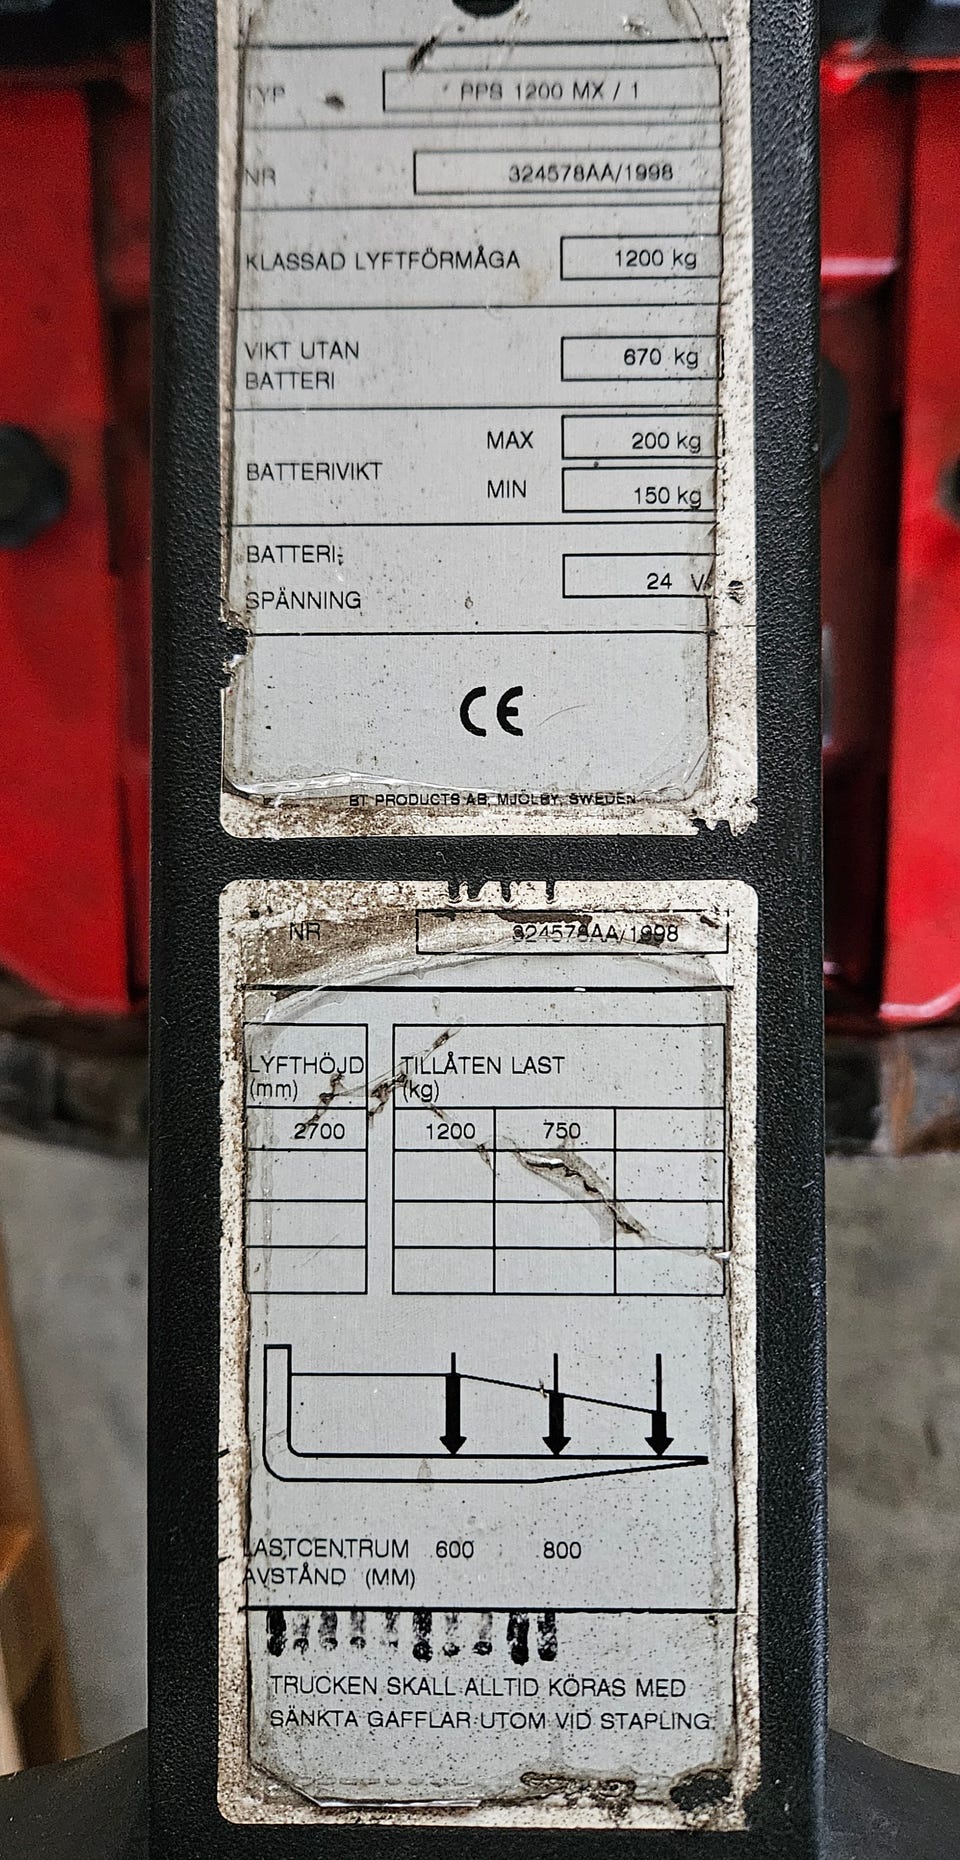 TYP PPS 1200 MX / 1
NR 324578AA/1998
KLASSAD LYFTFÖRMÅGA 1200 kg
VIKT UTAN
BATTERI
670 kg
BATTERIVIKT
MAX 200 kg
MIN 150 kg
BATTERI-
SPÄNNING
24 V
CE
BT PRODUCTS AB, MJÖLBY, SWEDEN
NR 324578AA/1998
LYFTHÖJD
(mm)
TILLÅTEN LAST
(kg)
2700 1200 750
LASTCENTRUM 600 800
AVSTÅND (MM)
TRUCKEN SKALL ALLTID KÖRAS MED
SÄNKTA GAFFLAR UTOM VID STAPLING.